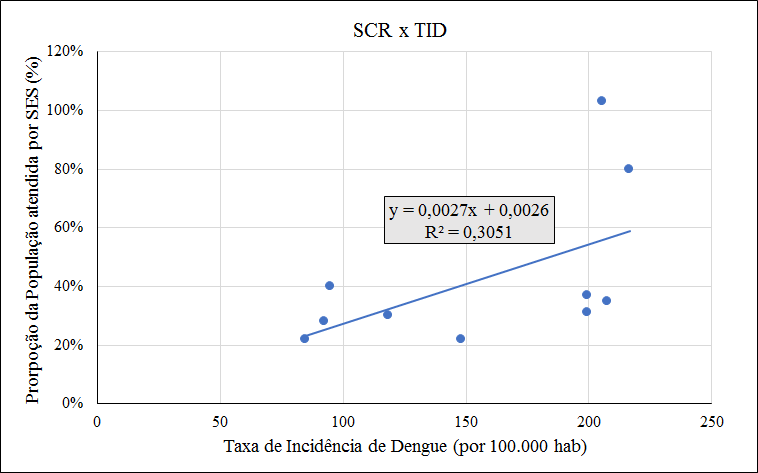 SCR x TID
Prorpoção da População atendida por SES (%)
120%
100%
80%
60%
40%
20%
0%
y = 0,0027x + 0,0026
R² = 0,3051
0 50 100 150 200 250
Taxa de Incidência de Dengue (por 100.000 hab)